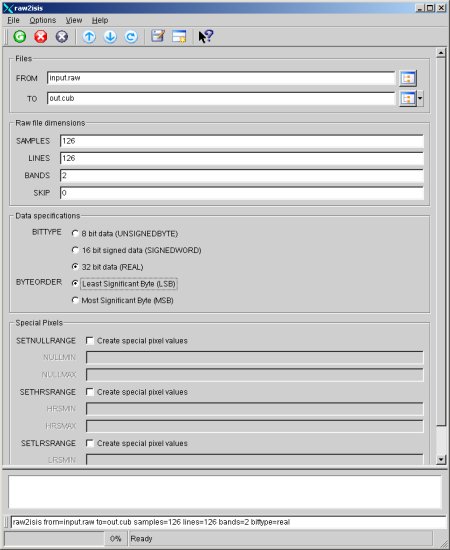 raw2isis
File Options View Help
Files
FROM input.raw
TO out.cub
Raw file dimensions
SAMPLES 126
LINES 126
BANDS 2
SKIP 0
Data specifications
BITTYPE 8 bit data (UNSIGNEDBYTE)
16 bit signed data (SIGNEDWORD)
32 bit data (REAL)
BYTEORDER Least Significant Byte (LSB)
Most Significant Byte (MSB)
Special Pixels
SETNULLRANGE Create special pixel values
NULLMIN
NULLMAX
SETHRSRANGE Create special pixel values
HRSMIN
HRSMAX
SETLRSRANGE Create special pixel values
LRSMIN
raw2isis from=input.raw to=out.cub samples=126 lines=126 bands=2 bittype=real
0% Ready